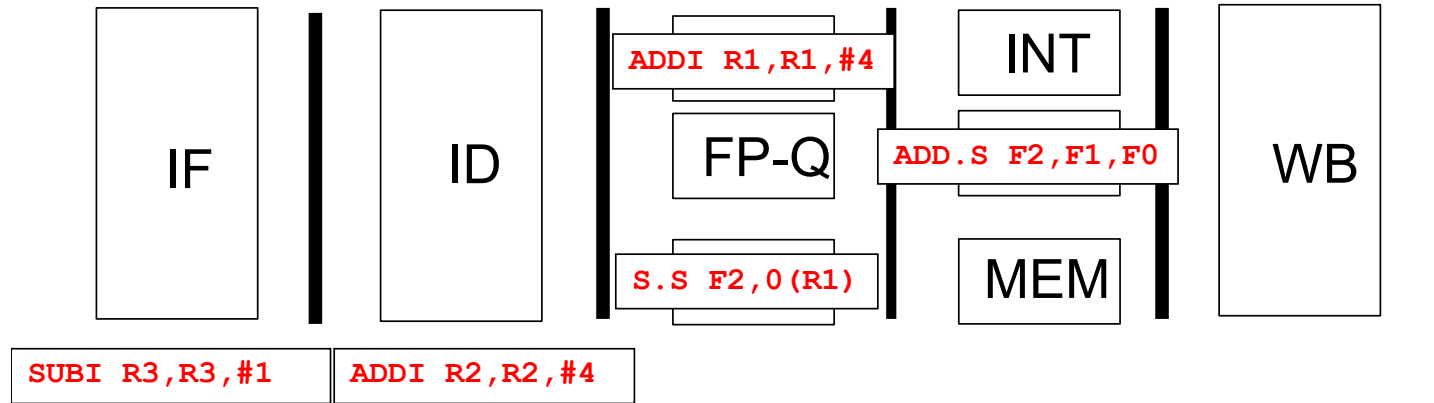 IF
ID
ADDI R1,R1,#4
FP-Q
S.S F2,0(R1)
INT
ADD.S F2,F1,F0
MEM
WB
SUBI R3,R3,#1
ADDI R2,R2,#4